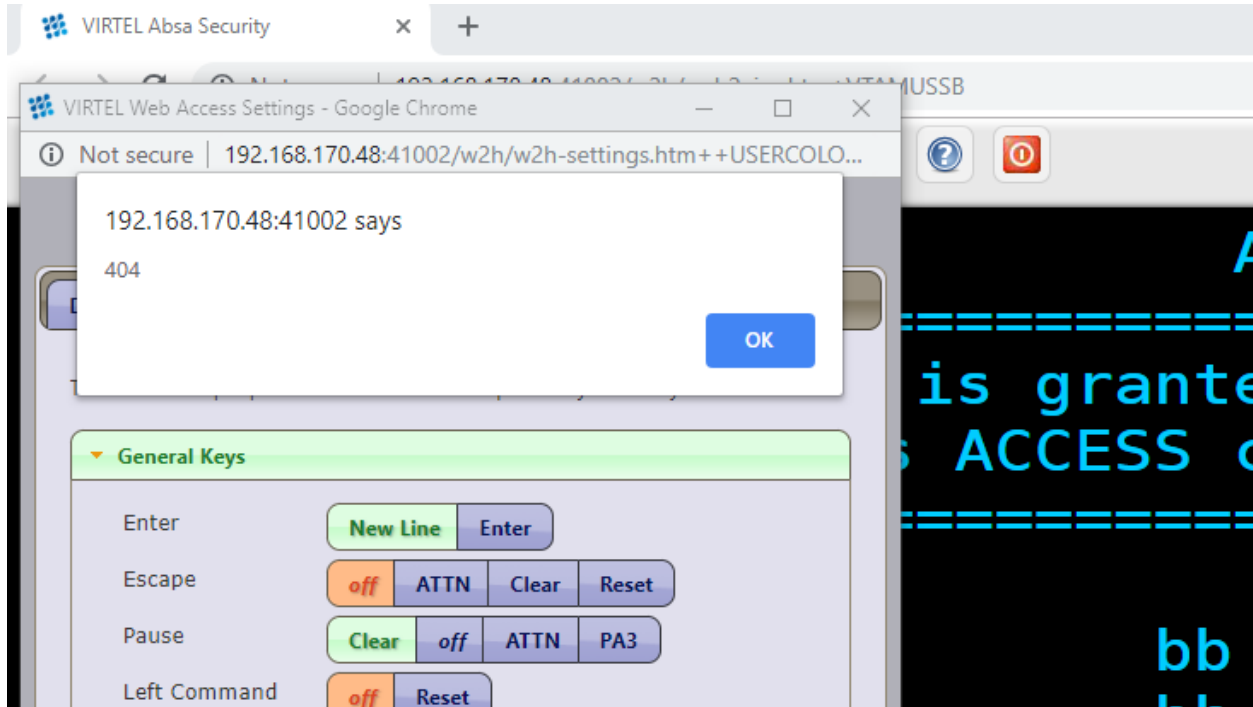 VIRTEL Absa Security
VIRTEL Web Access Settings - Google Chrome
Not secure | 192.168.170.48:41002/w2h/w2h-settings.htm++USERCOLO...
192.168.170.48:41002 says
404
OK
is grante
ACCESS
General Keys
Enter New Line Enter
Escape off ATTN Clear Reset
Pause Clear off ATTN PA3
bb
Left Command off Reset